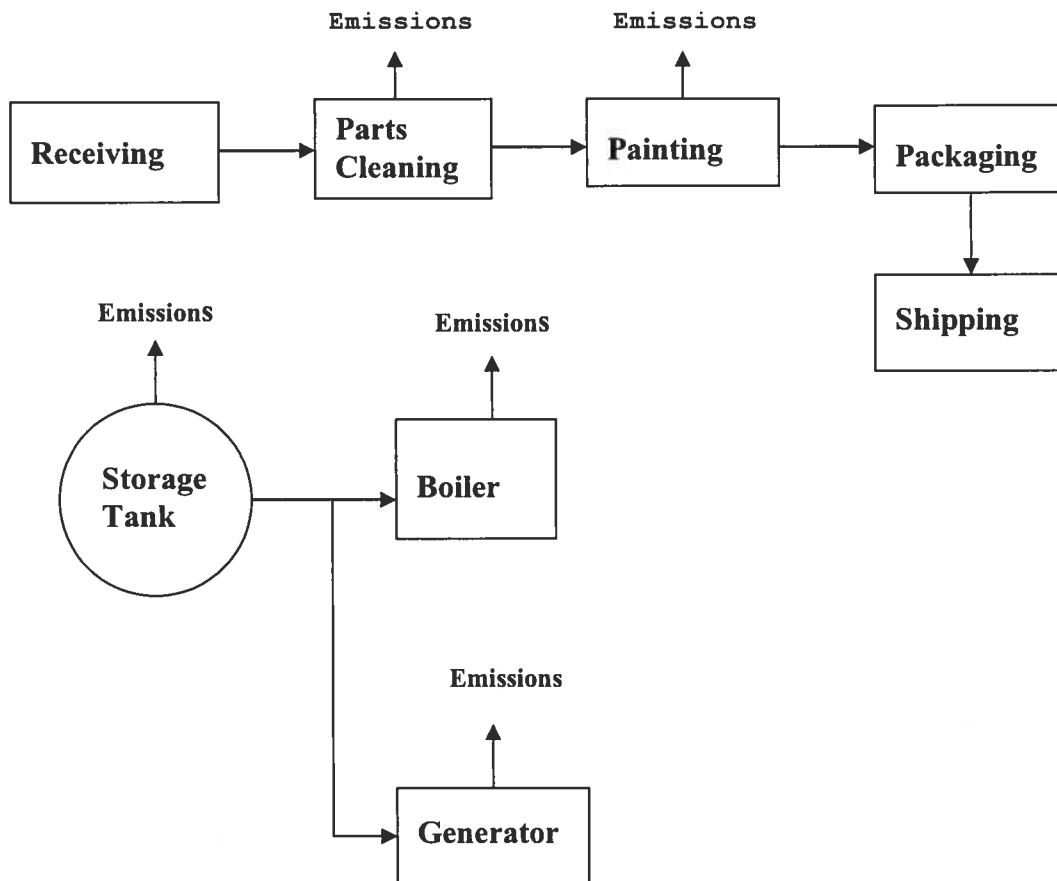 Emissions
Emissions
Receiving
Parts
Cleaning
Painting
Packaging
Shipping
Emissions
Emissions
Storage
Tank
Boiler
Emissions
Generator